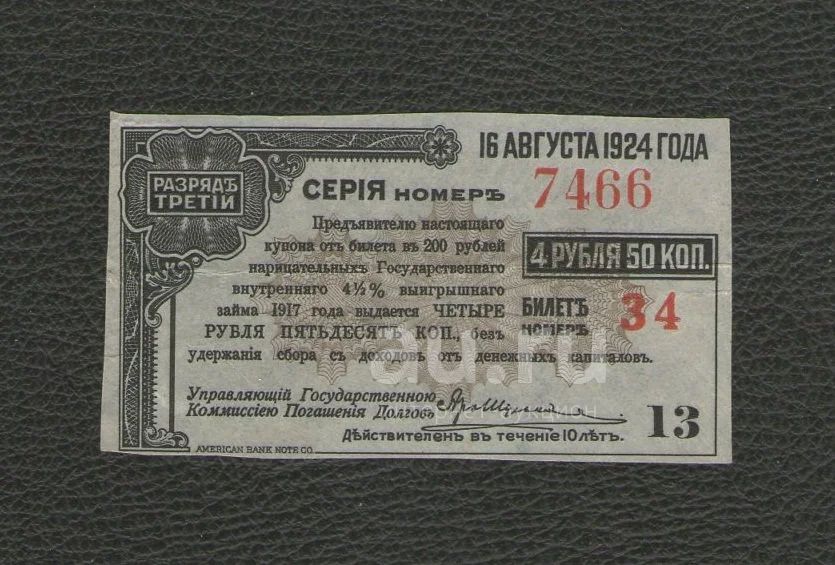 16 АВГУСТА 1924 ГОДА
РАЗРЯДЪ
ТРЕТІЙ
СЕРІЯ НОМЕРЪ
7466
Предъявителю настоящаго
купона отъ билета въ 200 рублей
нарицательныхъ Государственнаго
внутренняго 4½% выигрышнаго
займа 1917 года выдается ЧЕТЫРЕ
РУБЛЯ ПЯТЬДЕСЯТЪ КОП., безъ
удержанія сбора съ доходовъ отъ денежныхъ капиталовъ.
4 РУБЛЯ 50 КОП.
БИЛЕТЪ
НОМЕРЪ
34
au.ru
Управляющій Государственною
Коммиссіею Погашенія Долговъ
Дѣйствителенъ въ теченіе 10 лѣтъ.
13
AMERICAN BANK NOTE CO.